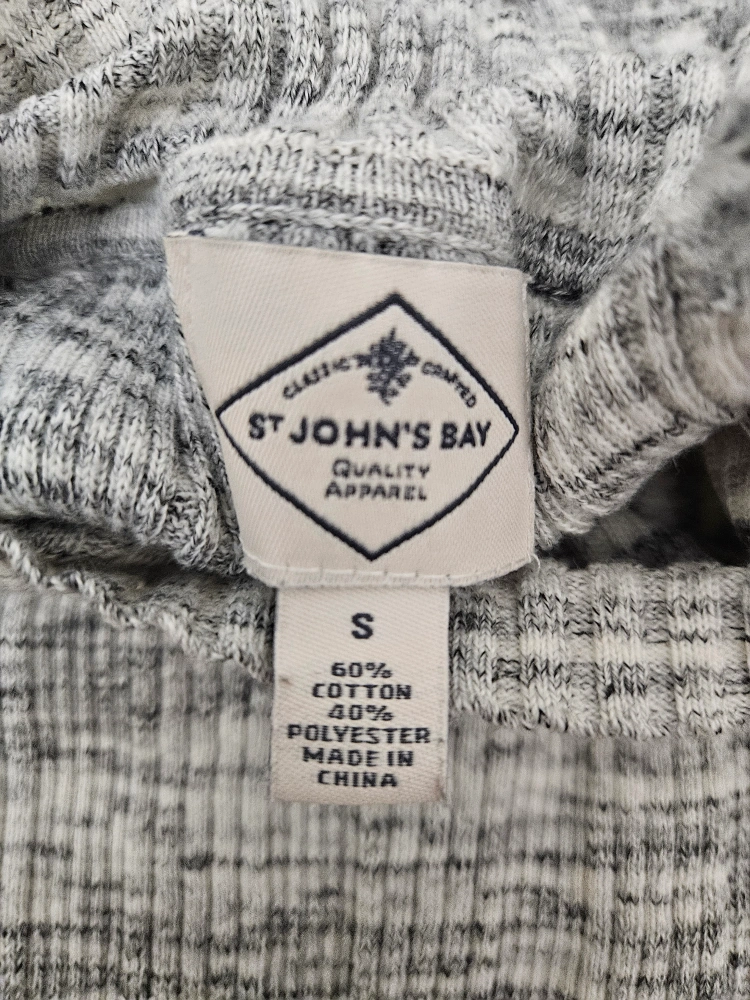 CLASSIC CRAFTED
ST JOHN'S BAY
QUALITY
APPAREL
S
60%
COTTON
40%
POLYESTER
MADE IN
CHINA